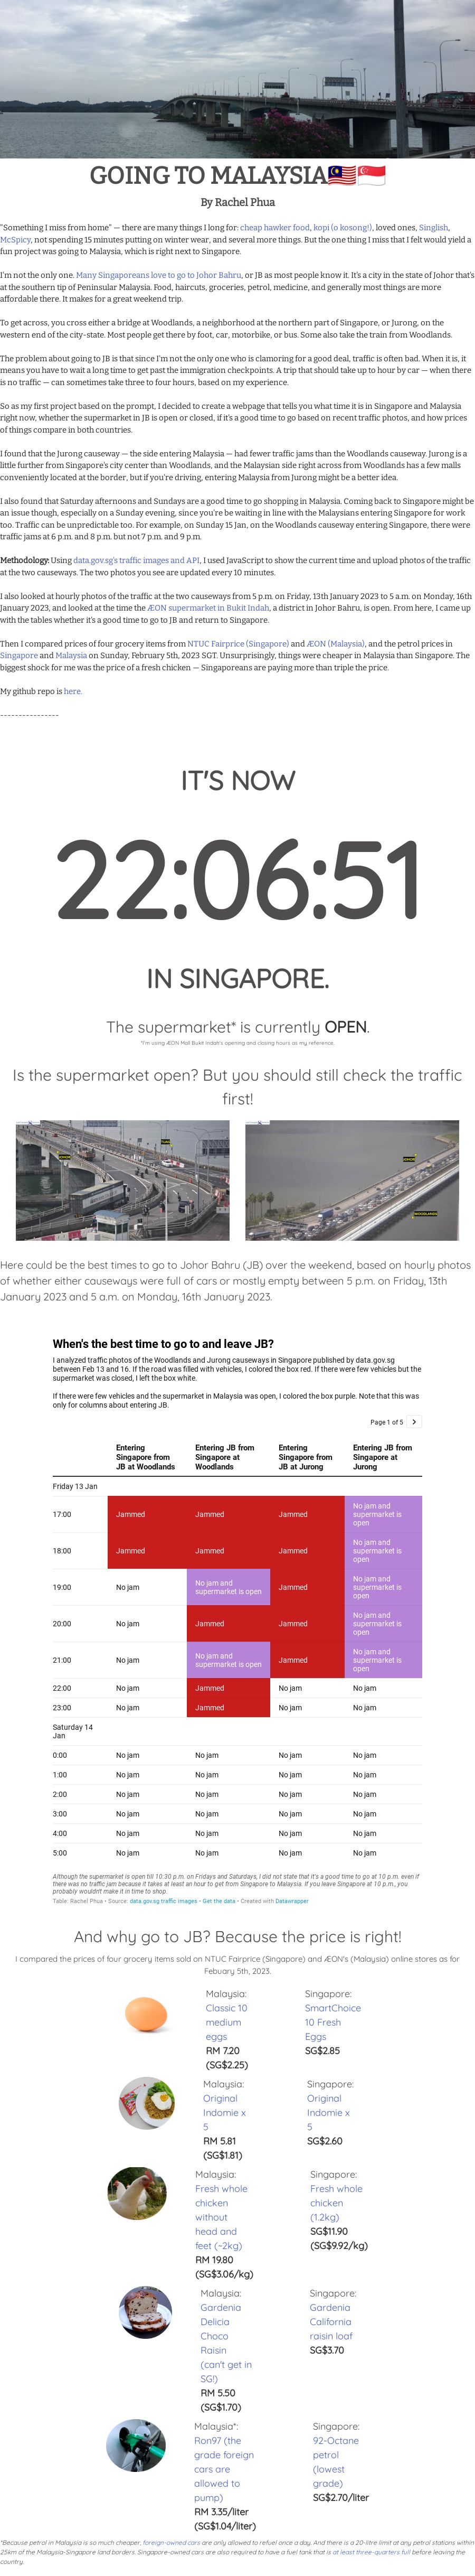 GOING TO MALAYSIA🇲🇾🇸🇬
By Rachel Phua
"Something I miss from home" — there are many things I long for: cheap hawker food, kopi (o kosong!), loved ones, Singlish,
McSpicy, not spending 15 minutes putting on winter wear, and several more things. But the one thing I miss that I felt would yield a
fun project was going to Malaysia, which is right next to Singapore.
I'm not the only one. Many Singaporeans love to go to Johor Bahru, or JB as most people know it. It's a city in the state of Johor that's
at the southern tip of Peninsular Malaysia. Food, haircuts, groceries, petrol, medicine, and generally most things are more
affordable there. It makes for a great weekend trip.
To get across, you cross either a bridge at Woodlands, a neighborhood at the northern part of Singapore, or Jurong, on the
western end of the city-state. Most people get there by foot, car, motorbike, or bus. Some also take the train from Woodlands.
The problem about going to JB is that since I'm not the only one who is clamoring for a good deal, traffic is often bad. When it is, it
means you have to wait a long time to get past the immigration checkpoints. A trip that should take up to hour by car — when there
is no traffic — can sometimes take three to four hours, based on my experience.
So as my first project based on the prompt, I decided to create a webpage that tells you what time it is in Singapore and Malaysia
right now, whether the supermarket in JB is open or closed, if it's a good time to go based on recent traffic photos, and how prices
of things compare in both countries.
I found that the Jurong causeway — the side entering Malaysia — had fewer traffic jams than the Woodlands causeway. Jurong is a
little further from Singapore's city center than Woodlands, and the Malaysian side right across from Woodlands has a few malls
conveniently located at the border, but if you're driving, entering Malaysia from Jurong might be a better idea.
I also found that Saturday afternoons and Sundays are a good time to go shopping in Malaysia. Coming back to Singapore might be
an issue though, especially on a Sunday evening, since you're be waiting in line with the Malaysians entering Singapore for work
too. Traffic can be unpredictable too. For example, on Sunday 15 Jan, on the Woodlands causeway entering Singapore, there were
traffic jams at 6 p.m. and 8 p.m. but not 7 p.m. and 9 p.m.
Methodology: Using data.gov.sg's traffic images and API, I used JavaScript to show the current time and upload photos of the traffic
at the two causeways. The two photos you see are updated every 10 minutes.
I also looked at hourly photos of the traffic at the two causeways from 5 p.m. on Friday, 13th January 2023 to 5 a.m. on Monday, 16th
January 2023, and looked at the time the ÆON supermarket in Bukit Indah, a district in Johor Bahru, is open. From here, I came up
with the tables of whether it's a good time to go to JB and return to Singapore.
Then I compared prices of four grocery items from NTUC Fairprice (Singapore) and ÆON (Malaysia), and the petrol prices in
Singapore and Malaysia on Sunday, February 5th, 2023 SGT. Unsurprisingly, things were cheaper in Malaysia than Singapore. The
biggest shock for me was the price of a fresh chicken — Singaporeans are paying more than triple the price.
My github repo is here.
----------------
IT'S NOW
22:06:51
IN SINGAPORE.
The supermarket* is currently OPEN.
*I'm using ÆON Mall Bukit Indah's opening and closing hours as my reference.
Is the supermarket open? But you should still check the traffic
first!
JOHOR
WOODLANDS
Here could be the best times to go to Johor Bahru (JB) over the weekend, based on hourly photos
of whether either causeways were full of cars or mostly empty between 5 p.m. on Friday, 13th
January 2023 and 5 a.m. on Monday, 16th January 2023.
When's the best time to go to and leave JB?
I analyzed traffic photos of the Woodlands and Jurong causeways in Singapore published by data.gov.sg
between Feb 13 and 16. If the road was filled with vehicles, I colored the box red. If there were few vehicles but the
supermarket was closed, I left the box white.
If there were few vehicles and the supermarket in Malaysia was open, I colored the box purple. Note that this was
only for columns about entering JB.
Page 1 of 5 >
Entering Singapore from JB at Woodlands Entering JB from Singapore at Woodlands Entering Singapore from JB at Jurong Entering JB from Singapore at Jurong
Friday 13 Jan
17:00 Jammed Jammed Jammed No jam and supermarket is open
18:00 Jammed Jammed Jammed No jam and supermarket is open
19:00 No jam No jam and supermarket is open Jammed No jam and supermarket is open
20:00 No jam Jammed Jammed No jam and supermarket is open
21:00 No jam No jam and supermarket is open Jammed No jam and supermarket is open
22:00 No jam Jammed No jam No jam
23:00 No jam Jammed No jam No jam
Saturday 14 Jan
0:00 No jam No jam No jam No jam
1:00 No jam No jam No jam No jam
2:00 No jam No jam No jam No jam
3:00 No jam No jam No jam No jam
4:00 No jam No jam No jam No jam
5:00 No jam No jam No jam No jam
Although the supermarket is open till 10:30 p.m. on Fridays and Saturdays, I did not state that it's a good time to go at 10 p.m. even if
there was no traffic jam because it takes at least an hour to get from Singapore to Malaysia. If you leave Singapore at 10 p.m., you
probably wouldn't make it in time to shop.
Table: Rachel Phua • Source: data.gov.sg traffic images • Get the data • Created with Datawrapper
And why go to JB? Because the price is right!
I compared the prices of four grocery items sold on NTUC Fairprice (Singapore) and ÆON's (Malaysia) online stores as for
Febuary 5th, 2023.
Malaysia:
Classic 10
medium
eggs
RM 7.20
(SG$2.25)
Singapore:
SmartChoice
10 Fresh
Eggs
SG$2.85
Malaysia:
Original
Indomie x
5
RM 5.81
(SG$1.81)
Singapore:
Original
Indomie x
5
SG$2.60
Malaysia:
Fresh whole
chicken
without
head and
feet (~2kg)
RM 19.80
(SG$3.06/kg)
Singapore:
Fresh whole
chicken
(1.2kg)
SG$11.90
(SG$9.92/kg)
Malaysia:
Gardenia
Delicia
Choco
Raisin
(can't get in
SG!)
RM 5.50
(SG$1.70)
Singapore:
Gardenia
California
raisin loaf
SG$3.70
Malaysia*:
Ron97 (the
grade foreign
cars are
allowed to
pump)
RM 3.35/liter
(SG$1.04/liter)
Singapore:
92-Octane
petrol
(lowest
grade)
SG$2.70/liter
*Because petrol in Malaysia is so much cheaper, foreign-owned cars are only allowed to refuel once a day. And there is a 20-litre limit at any petrol stations within
25km of the Malaysia-Singapore land borders. Singapore-owned cars are also required to have a fuel tank that is at least three-quarters full before leaving the
country.